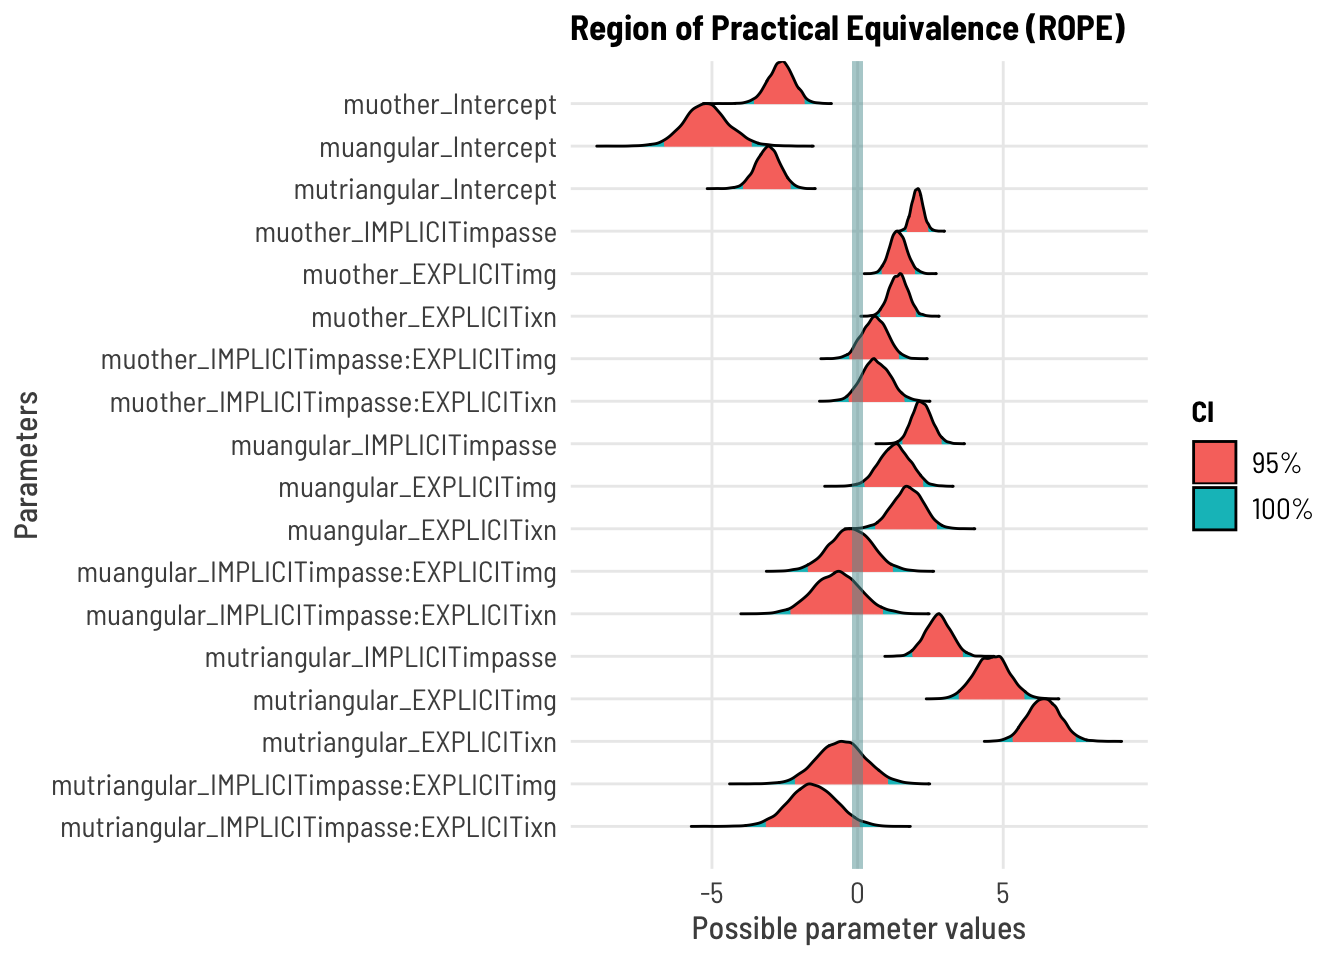 Region of Practical Equivalence (ROPE)
muother_Intercept
muangular_Intercept
mutriangular_Intercept
muother_IMPLICITimpasse
muother_EXPLICITimg
muother_EXPLICITixn
muother_IMPLICITimpasse:EXPLICITimg
muother_IMPLICITimpasse:EXPLICITixn
muangular_IMPLICITimpasse
muangular_EXPLICITimg
muangular_EXPLICITixn
muangular_IMPLICITimpasse:EXPLICITimg
muangular_IMPLICITimpasse:EXPLICITixn
mutriangular_IMPLICITimpasse
mutriangular_EXPLICITimg
mutriangular_EXPLICITixn
mutriangular_IMPLICITimpasse:EXPLICITimg
mutriangular_IMPLICITimpasse:EXPLICITixn
Parameters
-5 0 5
Possible parameter values
CI
95%
100%